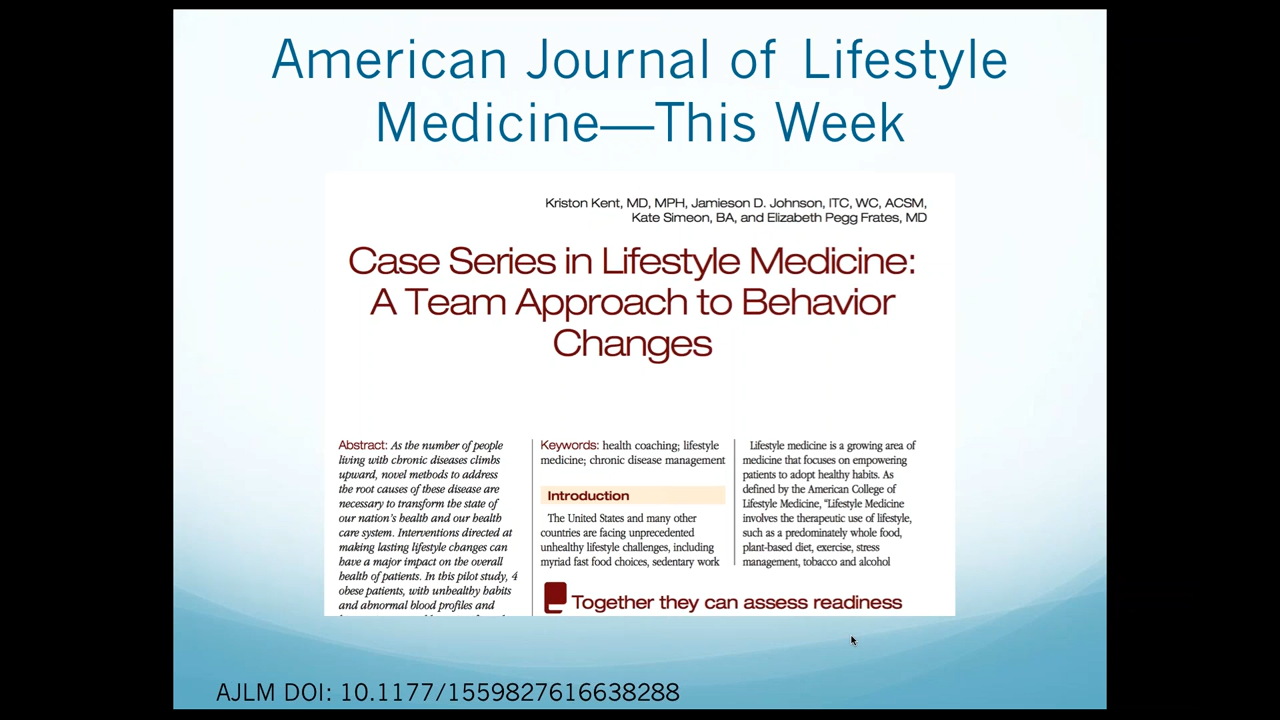 American Journal of Lifestyle
Medicine—This Week
Kriston Kent, MD, MPH, Jamieson D. Johnson, ITC, WC, ACSM,
Kate Simeon, BA, and Elizabeth Pegg Frates, MD
Case Series in Lifestyle Medicine:
A Team Approach to Behavior
Changes
Abstract: As the number of people
living with chronic diseases climbs
upward, novel methods to address
the root causes of these disease are
necessary to transform the state of
our nation’s health and our health
care system. Interventions directed at
making lasting lifestyle changes can
have a major impact on the overall
health of patients. In this pilot study, 4
obese patients, with unhealthy habits
and abnormal blood profiles and
Keywords: health coaching; lifestyle
medicine; chronic disease management
Introduction
The United States and many other
countries are facing unprecedented
unhealthy lifestyle challenges, including
myriad fast food choices, sedentary work
Lifestyle medicine is a growing area of
medicine that focuses on empowering
patients to adopt healthy habits. As
defined by the American College of
Lifestyle Medicine, “Lifestyle Medicine
involves the therapeutic use of lifestyle,
such as a predominately whole food,
plant-based diet, exercise, stress
management, tobacco and alcohol
Together they can assess readiness
AJLM DOI: 10.1177/1559827616638288